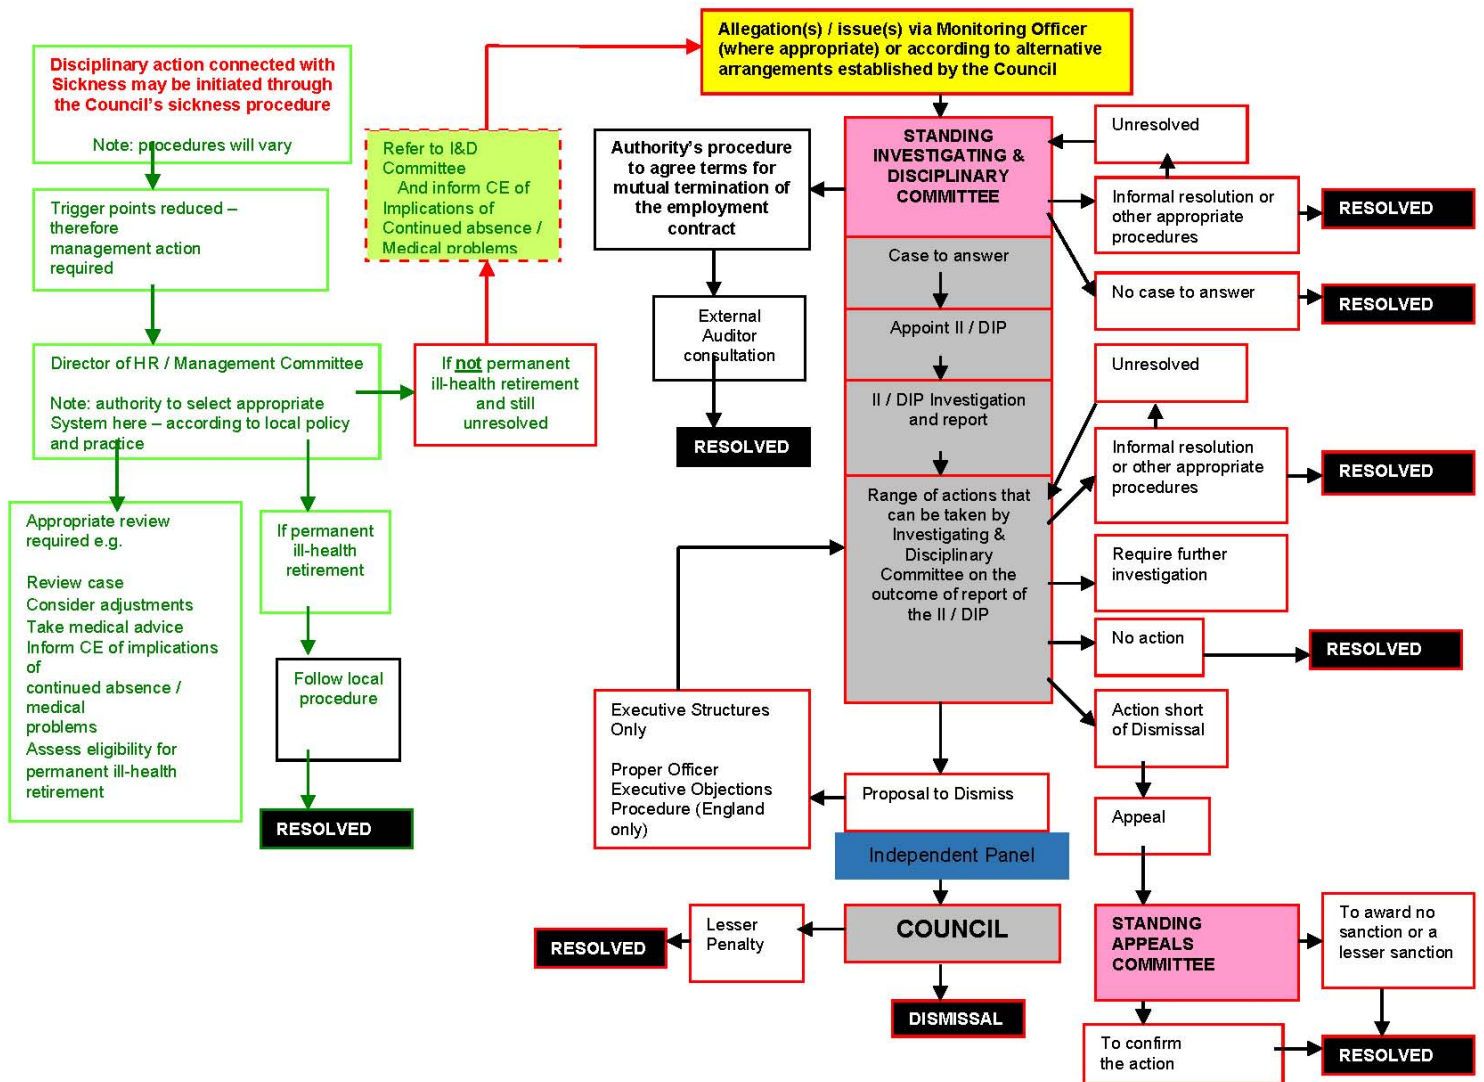 Allegation(s) / issue(s) via Monitoring Officer
(where appropriate) or according to alternative
arrangements established by the Council
Disciplinary action connected with
Sickness may be initiated through
the Council's sickness procedure
Note: procedures will vary
Trigger points reduced –
therefore
management action
required
Director of HR / Management Committee
Note: authority to select appropriate
System here – according to local policy
and practice
Appropriate review
required e.g.
Review case
Consider adjustments
Take medical advice
Inform CE of implications
of
continued absence /
medical
problems
Assess eligibility for
permanent ill-health
retirement
If permanent
ill-health
retirement
Follow local
procedure
RESOLVED
If not permanent
ill-health retirement
and still
unresolved
Refer to I&D
Committee
And inform CE of
Implications of
Continued absence /
Medical problems
Authority's procedure
to agree terms for
mutual termination of
the employment
contract
External
Auditor
consultation
RESOLVED
STANDING
INVESTIGATING &
DISCIPLINARY
COMMITTEE
Unresolved
Informal resolution or
other appropriate
procedures
RESOLVED
No case to answer
RESOLVED
Case to answer
Appoint II / DIP
II / DIP Investigation
and report
Range of actions that
can be taken by
Investigating &
Disciplinary
Committee on the
outcome of report of
the II / DIP
Unresolved
Informal resolution
or other appropriate
procedures
RESOLVED
Require further
investigation
No action
RESOLVED
Action short
of Dismissal
Appeal
STANDING
APPEALS
COMMITTEE
To award no
sanction or a
lesser sanction
To confirm
the action
RESOLVED
Executive Structures
Only
Proper Officer
Executive Objections
Procedure (England
only)
Proposal to Dismiss
Independent Panel
COUNCIL
Lesser
Penalty
RESOLVED
DISMISSAL